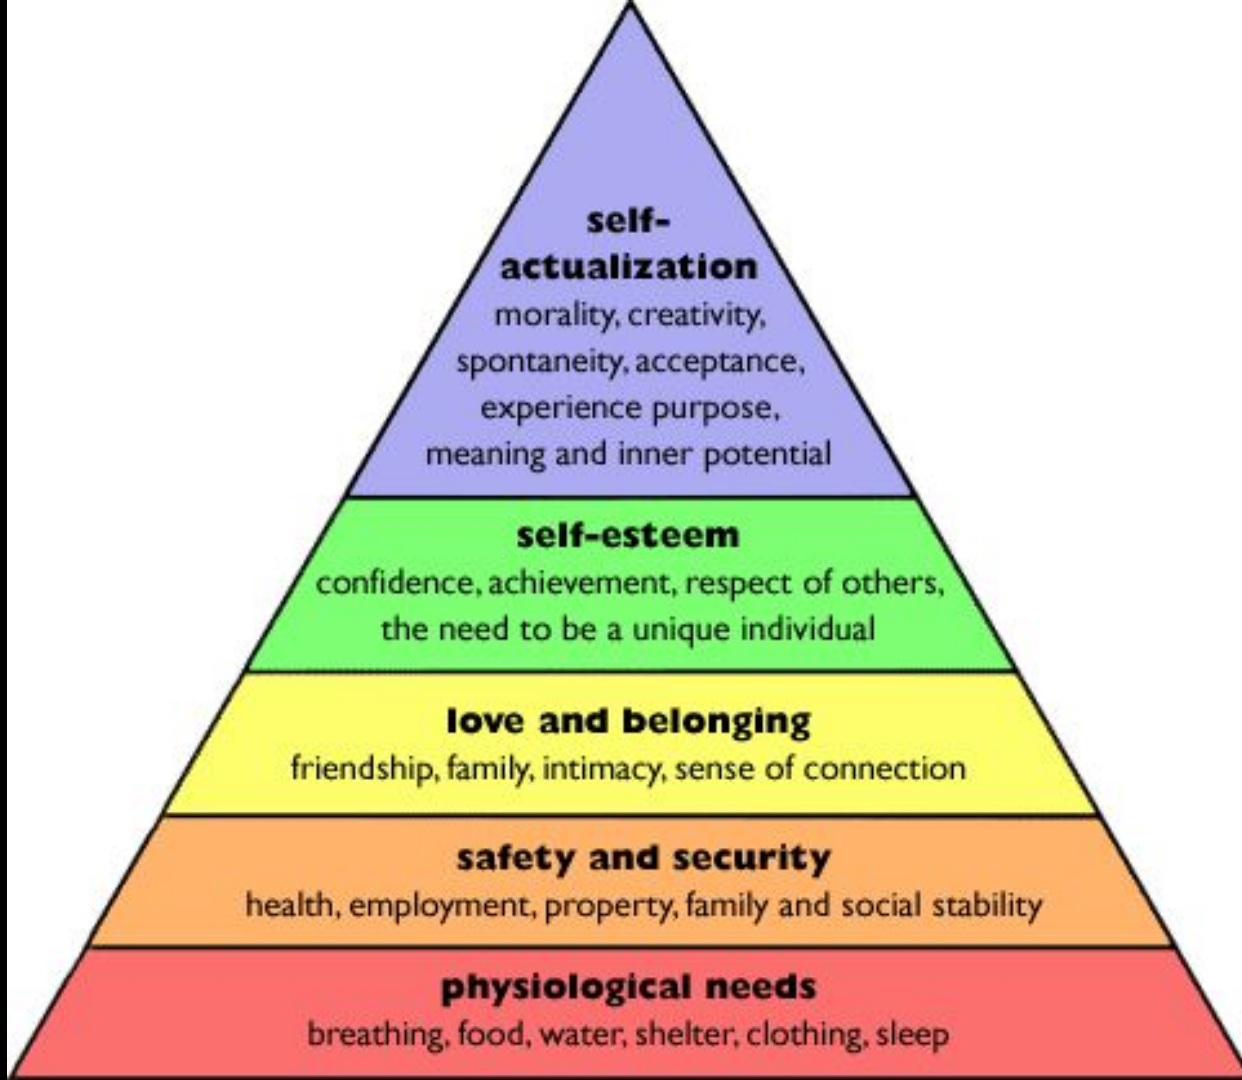 self-
actualization
morality, creativity,
spontaneity, acceptance,
experience purpose,
meaning and inner potential
self-esteem
confidence, achievement, respect of others,
the need to be a unique individual
love and belonging
friendship, family, intimacy, sense of connection
safety and security
health, employment, property, family and social stability
physiological needs
breathing, food, water, shelter, clothing, sleep